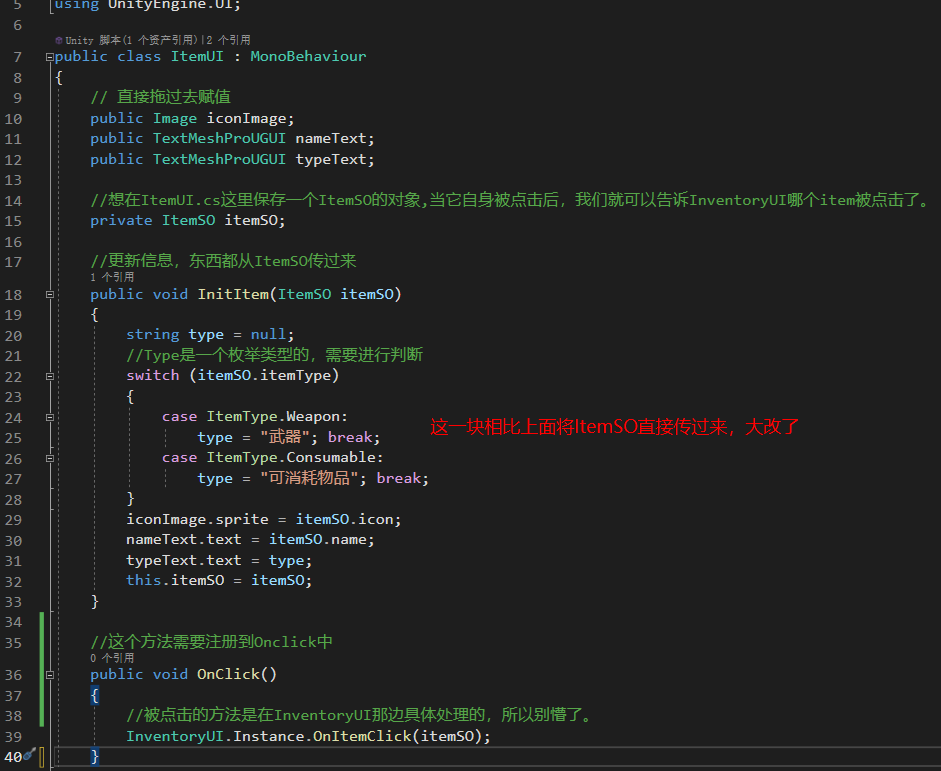 5 using UnityEngine.UI;
6
Unity 脚本(1 个资产引用)|2 个引用
7 public class ItemUI : MonoBehaviour
8 {
9 // 直接拖过去赋值
10 public Image iconImage;
11 public TextMeshProUGUI nameText;
12 public TextMeshProUGUI typeText;
13
14 //想在ItemUI.cs这里保存一个ItemSO的对象,当它自身被点击后，我们就可以告诉InventoryUI哪个item被点击了。
15 private ItemSO itemSO;
16
17 //更新信息，东西都从ItemSO传过来
1 个引用
18 public void InitItem(ItemSO itemSO)
19 {
20 string type = null;
21 //Type是一个枚举类型的，需要进行判断
22 switch (itemSO.itemType)
23 {
24 case ItemType.Weapon:
25 type = "武器"; break;
这一块相比上面将ItemSO直接传过来，大改了
26 case ItemType.Consumable:
27 type = "可消耗物品"; break;
28 }
29 iconImage.sprite = itemSO.icon;
30 nameText.text = itemSO.name;
31 typeText.text = type;
32 this.itemSO = itemSO;
33 }
34
35 //这个方法需要注册到Onclick中
0 个引用
36 public void OnClick()
37 {
38 //被点击的方法是在InventoryUI那边具体处理的，所以别懵了。
39 InventoryUI.Instance.OnItemClick(itemSO);
40 }